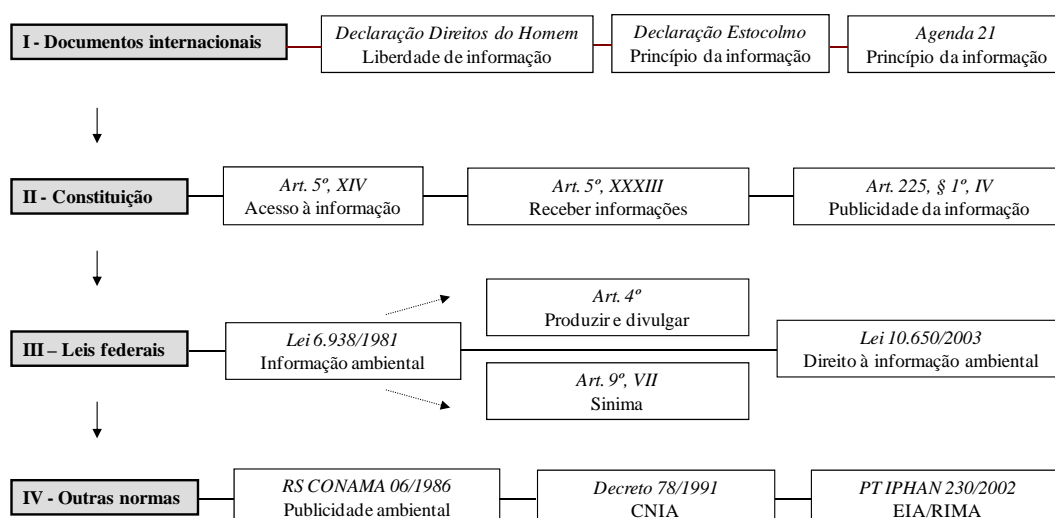 I - Documentos internacionais
Declaração Direitos do Homem
Liberdade de informação
Declaração Estocolmo
Princípio da informação
Agenda 21
Princípio da informação
II - Constituição
Art. 5º, XIV
Acesso à informação
Art. 5º, XXXIII
Receber informações
Art. 225, § 1º, IV
Publicidade da informação
III – Leis federais
Lei 6.938/1981
Informação ambiental
Art. 4º
Produzir e divulgar
Art. 9º, VII
Sinima
Lei 10.650/2003
Direito à informação ambiental
IV - Outras normas
RS CONAMA 06/1986
Publicidade ambiental
Decreto 78/1991
CNIA
PT IPHAN 230/2002
EIA/RIMA